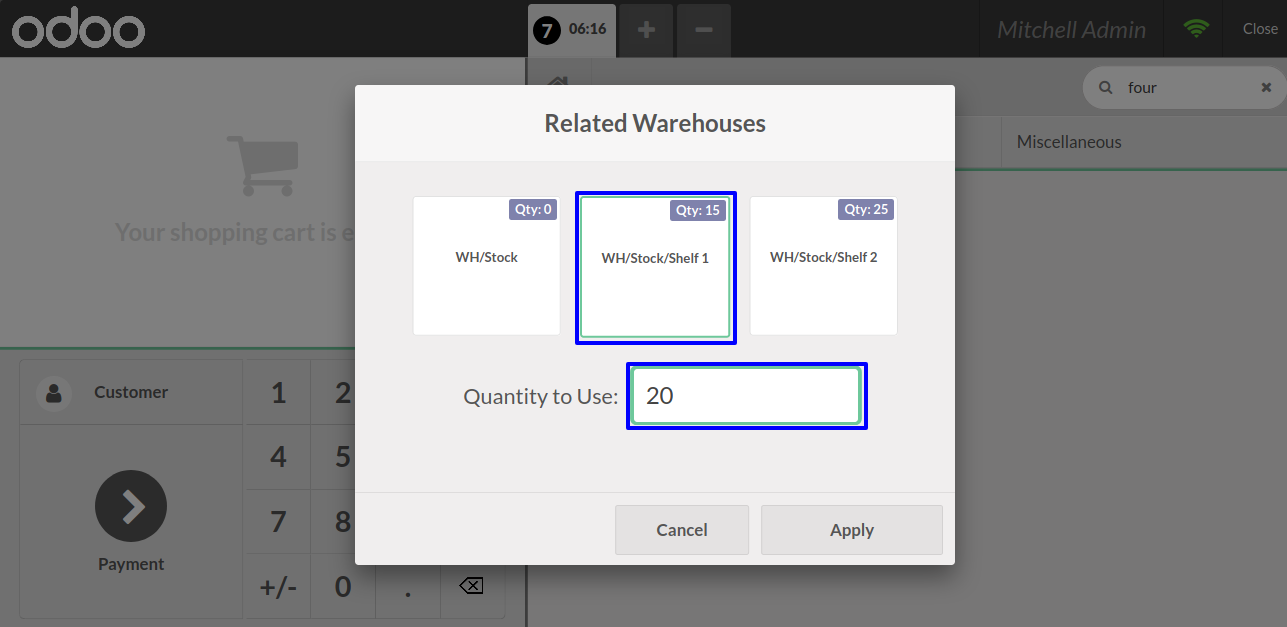 odoo
7 06:16
Mitchell Admin
Close
four
Miscellaneous
Your shopping cart is e
Related Warehouses
Qty: 0
WH/Stock
Qty: 15
WH/Stock/Shelf 1
Qty: 25
WH/Stock/Shelf 2
Quantity to Use: 20
Cancel
Apply
Customer
1 2
4 5
7 8
+/- 0 .
Payment